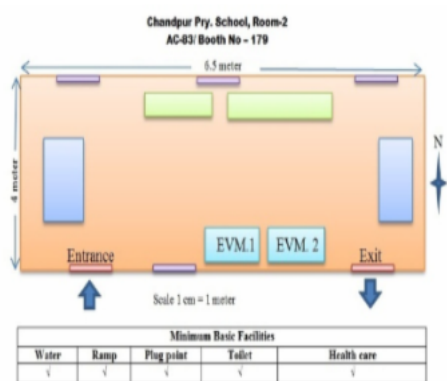 Chandpur Pry. School, Room-2
AC-83/ Booth No – 179
6.5 meter
4 meter
N
EVM.1
EVM. 2
Entrance
Exit
Scale 1 cm = 1 meter
Minimum Basic Facilities
Water Ramp Plug point Toilet Health care
√ √ √ √ √